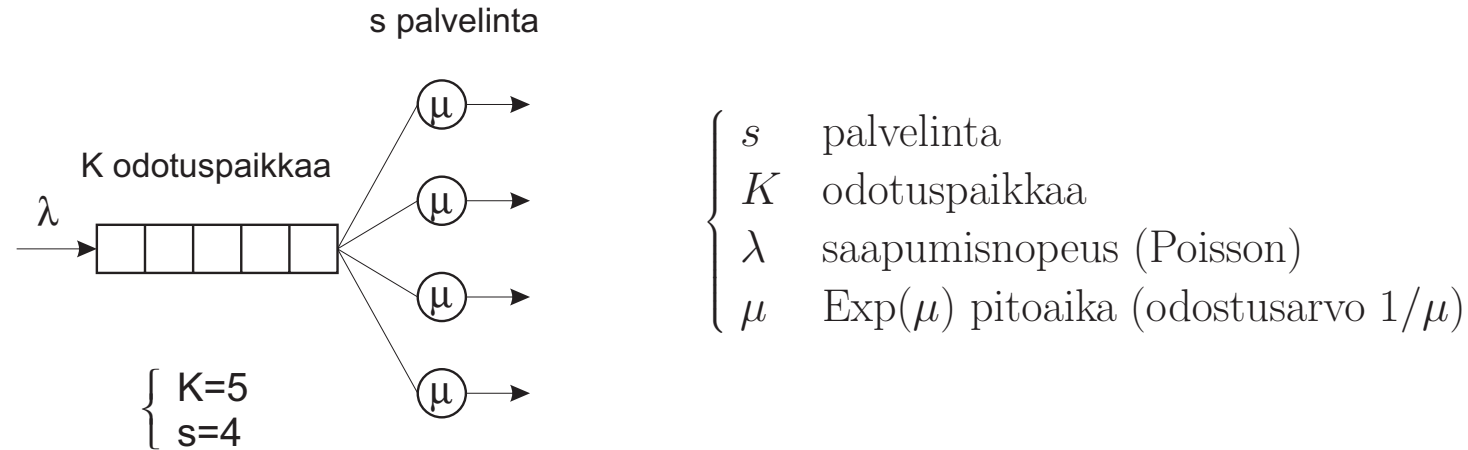 s palvelinta
K odotuspaikkaa
λ
μ
μ
μ
μ
K=5
s=4
s palvelinta
K odotuspaikkaa
λ saapumisnopeus (Poisson)
μ Exp(μ) pitoaika (odostusarvo 1/μ)